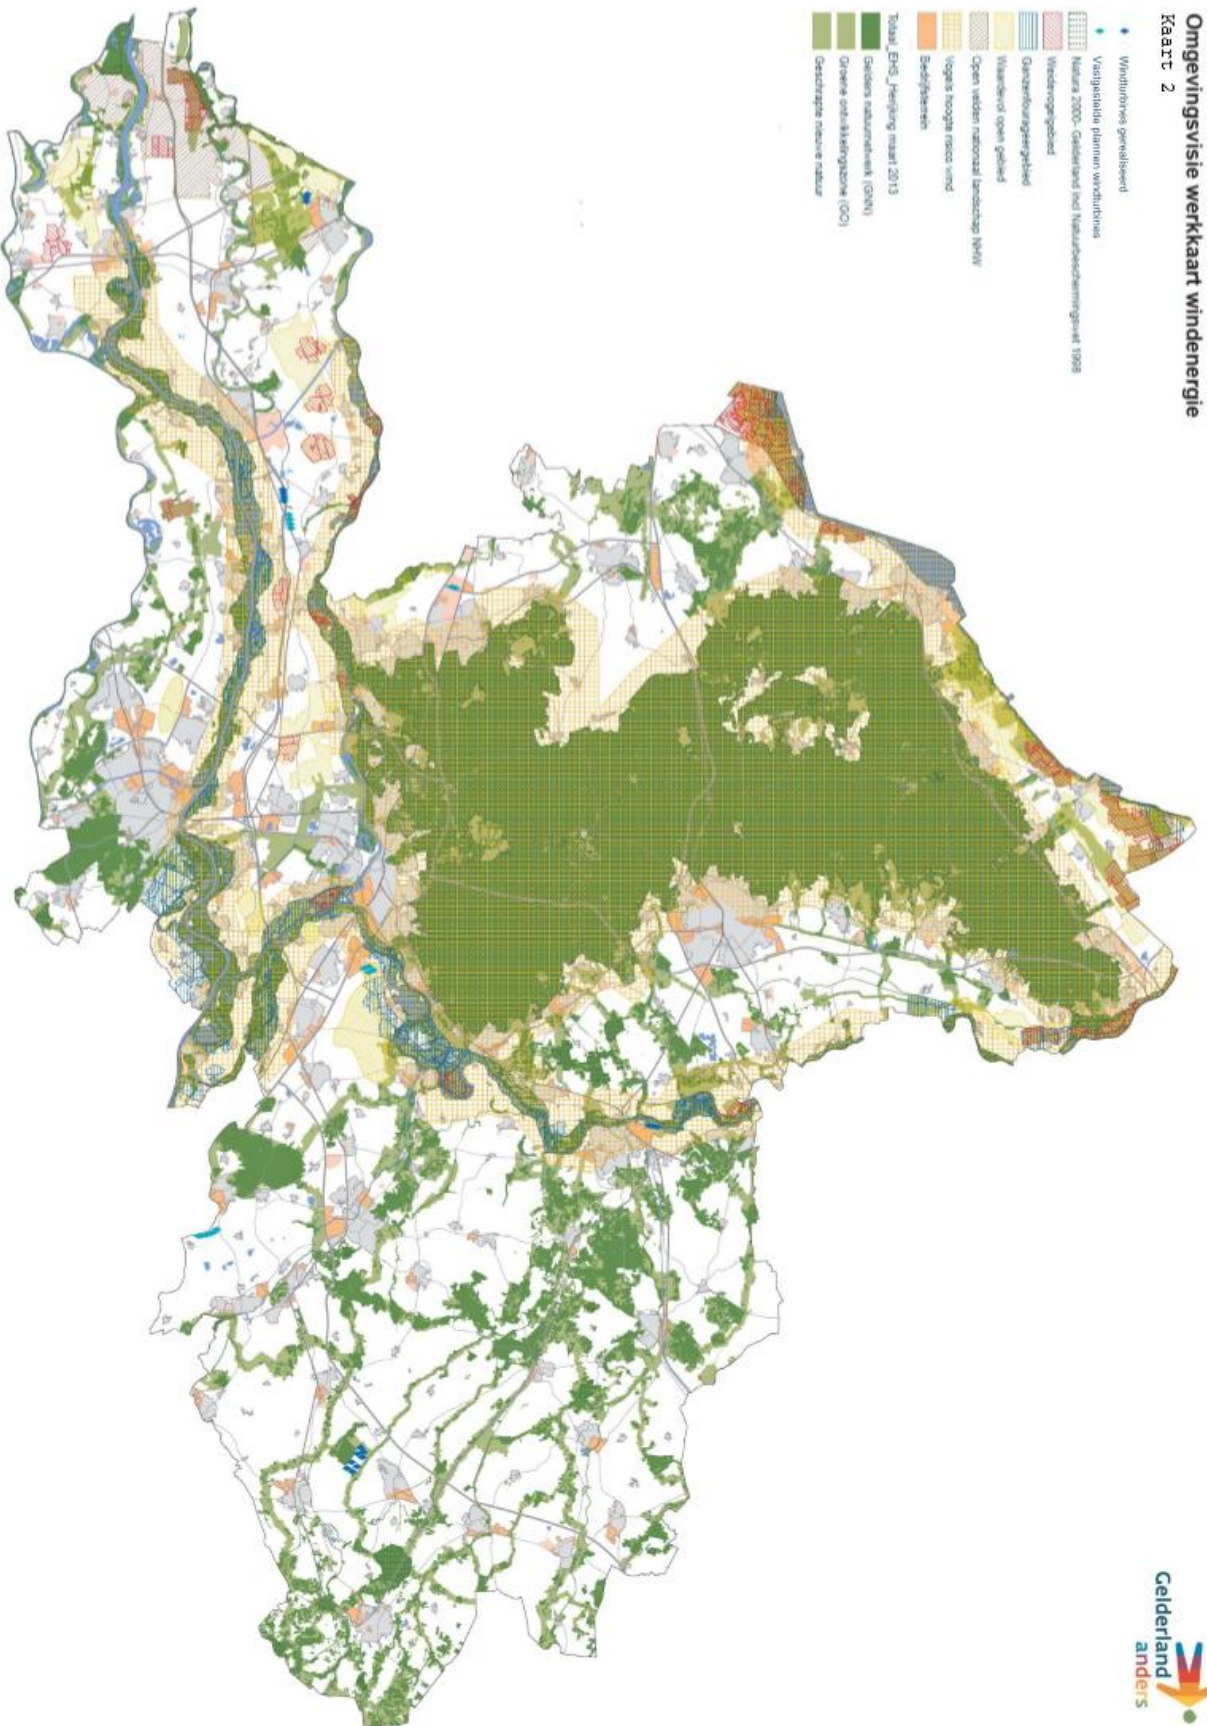 Omgevingsvisie werkkaart windenergie
Kaart 2
Windturbines gerealiseerd
Vastgestelde plannen windturbines
Natura 2000- Gelderland incl Natuurbeschermingswet 1998
Weidevogelgebied
Ganzenfourageergebied
Waardevol open gebied
Open velden nationaal landschap NHW
Vogels hoogte risico wind
Bedrijfsterrein
Totaal_EHS_Herijking maart 2013
Gelders natuurnetwerk (GNN)
Groene ontwikkelingszone (GO)
Geschrapte nieuwe natuur
Gelderland
anders